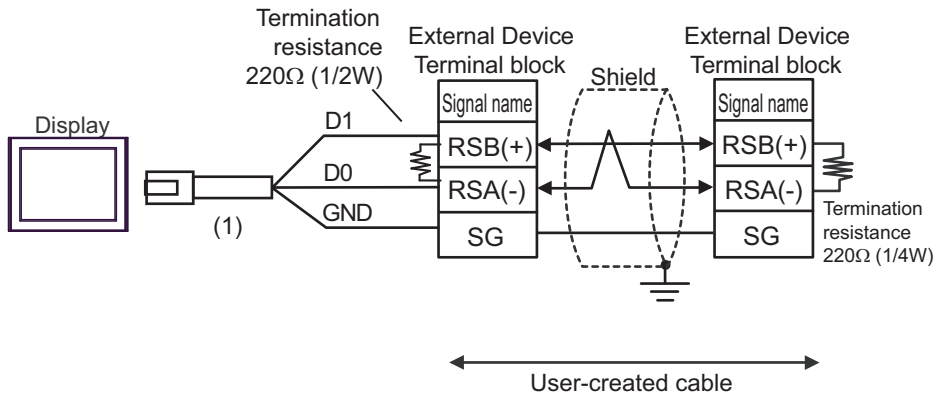 Termination
resistance
220Ω (1/2W)
External Device
Terminal block
Shield
External Device
Terminal block
Display
D1
D0
GND
(1)
Signal name
RSB(+)
RSA(-)
SG
Signal name
RSB(+)
RSA(-)
SG
Termination
resistance
220Ω (1/4W)
User-created cable